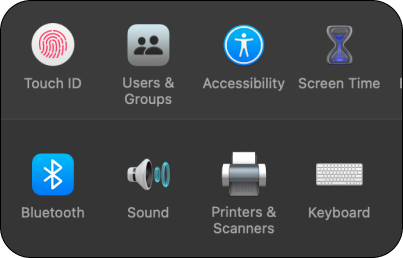 Touch ID
Users &
Groups
Accessibility
Screen Time
Bluetooth
Sound
Printers &
Scanners
Keyboard